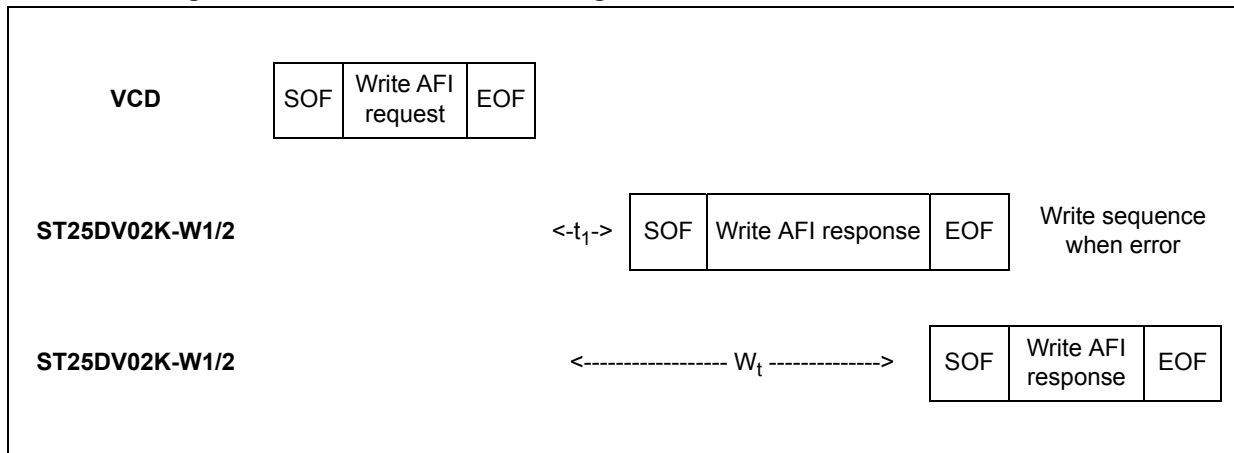 VCD
SOF
Write AFI
request
EOF
ST25DV02K-W1/2
<-t1->
SOF
Write AFI response
EOF
Write sequence
when error
ST25DV02K-W1/2
<------------------ Wt -------------->
SOF
Write AFI
response
EOF